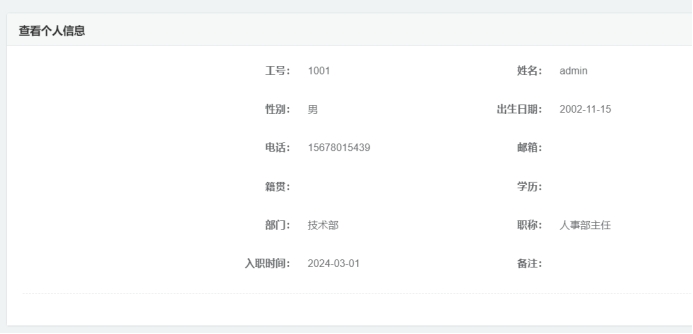 查看个人信息
工号： 1001 姓名： admin
性别： 男 出生日期： 2002-11-15
电话： 15678015439 邮箱：
籍贯： 学历：
部门： 技术部 职称： 人事部主任
入职时间： 2024-03-01 备注：